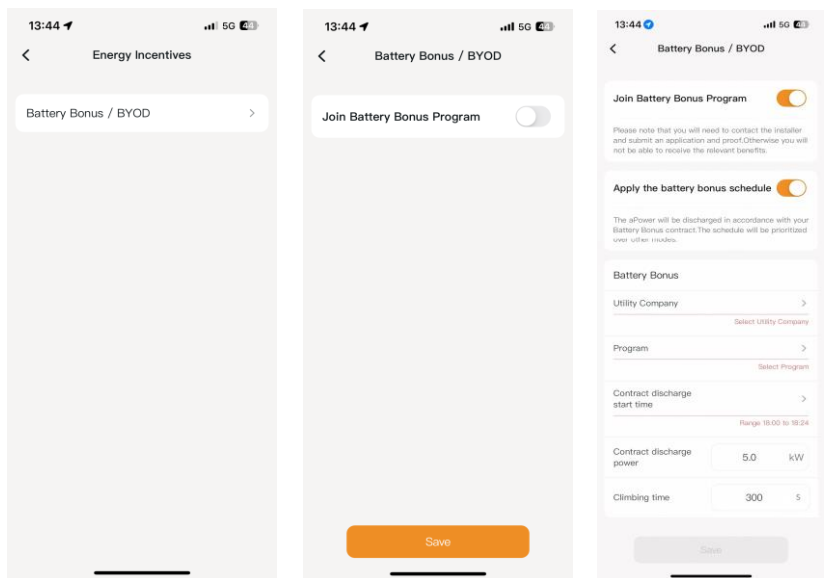 13:44
5G 44
Energy Incentives
Battery Bonus / BYOD
13:44
5G 44
Battery Bonus / BYOD
Join Battery Bonus Program
Save
13:44
5G 44
Battery Bonus / BYOD
Join Battery Bonus Program
Please note that you will need to contact the installer
and submit an application and proof.Otherwise you will
not be able to receive the relevant benefits.
Apply the battery bonus schedule
The aPower will be discharged in accordance with your
Battery Bonus contract.The schedule will be prioritized
over other modes.
Battery Bonus
Utility Company
Select Utility Company
Program
Select Program
Contract discharge
start time
Range 18:00 to 18:24
Contract discharge
power
5.0 kW
Climbing time 300 S
Save